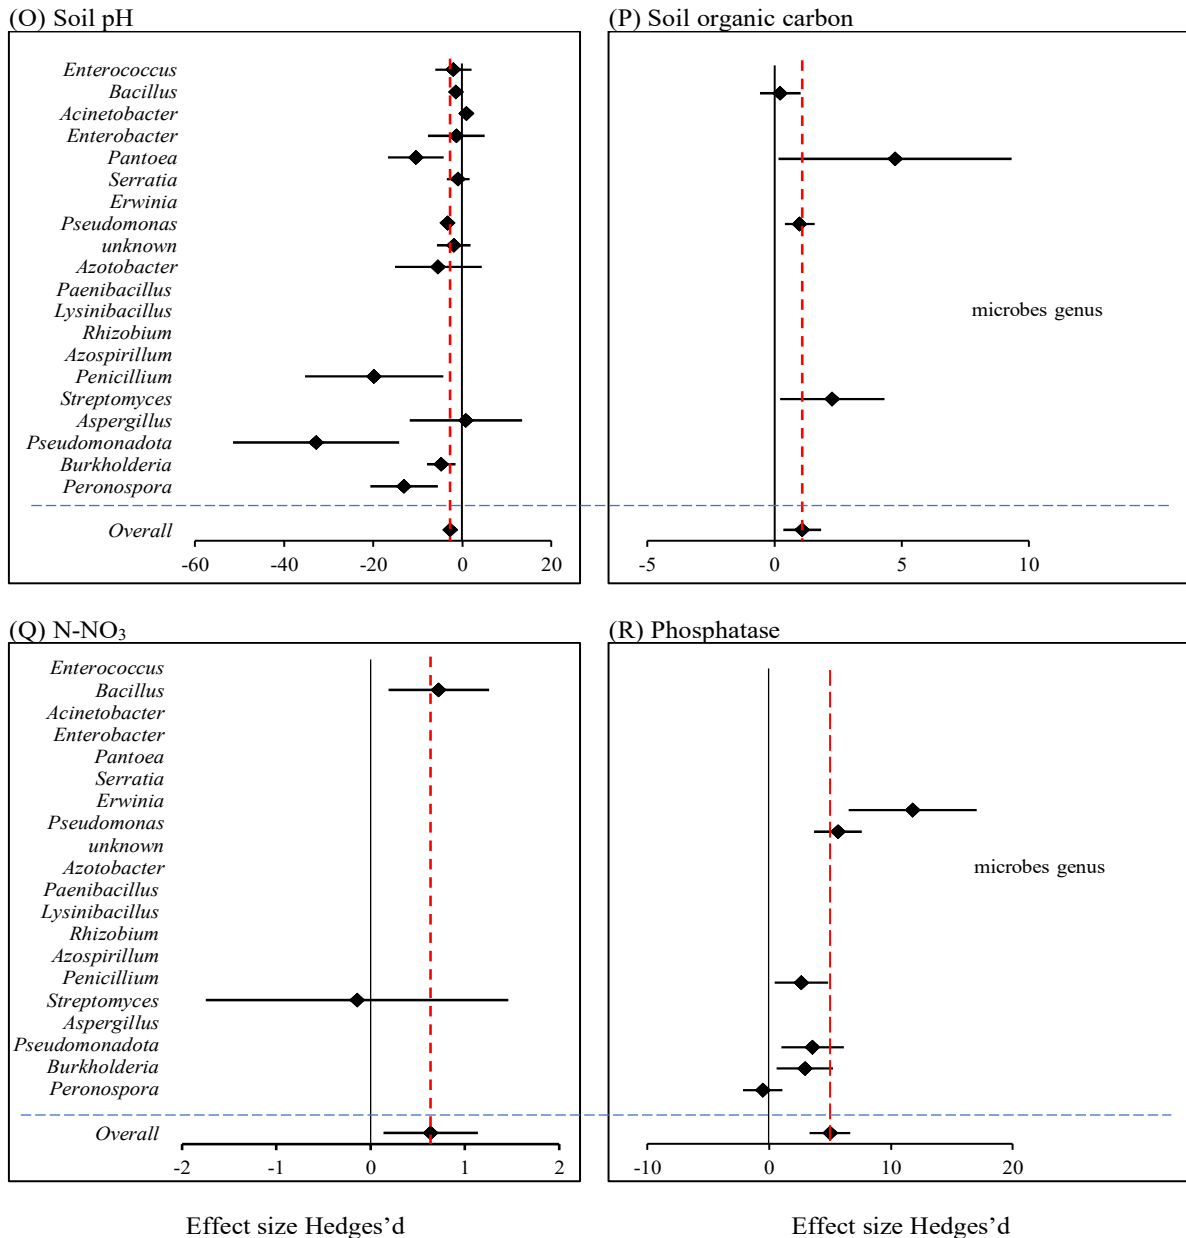 (O) Soil pH
Enterococcus
Bacillus
Acinetobacter
Enterobacter
Pantoea
Serratia
Erwinia
Pseudomonas
unknown
Azotobacter
Paenibacillus
Lysinibacillus
Rhizobium
Azospirillum
Penicillium
Streptomyces
Aspergillus
Pseudomonadota
Burkholderia
Peronospora
Overall
-60 -40 -20 0 20
(P) Soil organic carbon
microbes genus
-5 0 5 10
(Q) N-NO₃
Enterococcus
Bacillus
Acinetobacter
Enterobacter
Pantoea
Serratia
Erwinia
Pseudomonas
unknown
Azotobacter
Paenibacillus
Lysinibacillus
Rhizobium
Azospirillum
Penicillium
Streptomyces
Aspergillus
Pseudomonadota
Burkholderia
Peronospora
Overall
-2 -1 0 1 2
Effect size Hedges’d
(R) Phosphatase
microbes genus
-10 0 10 20
Effect size Hedges’d